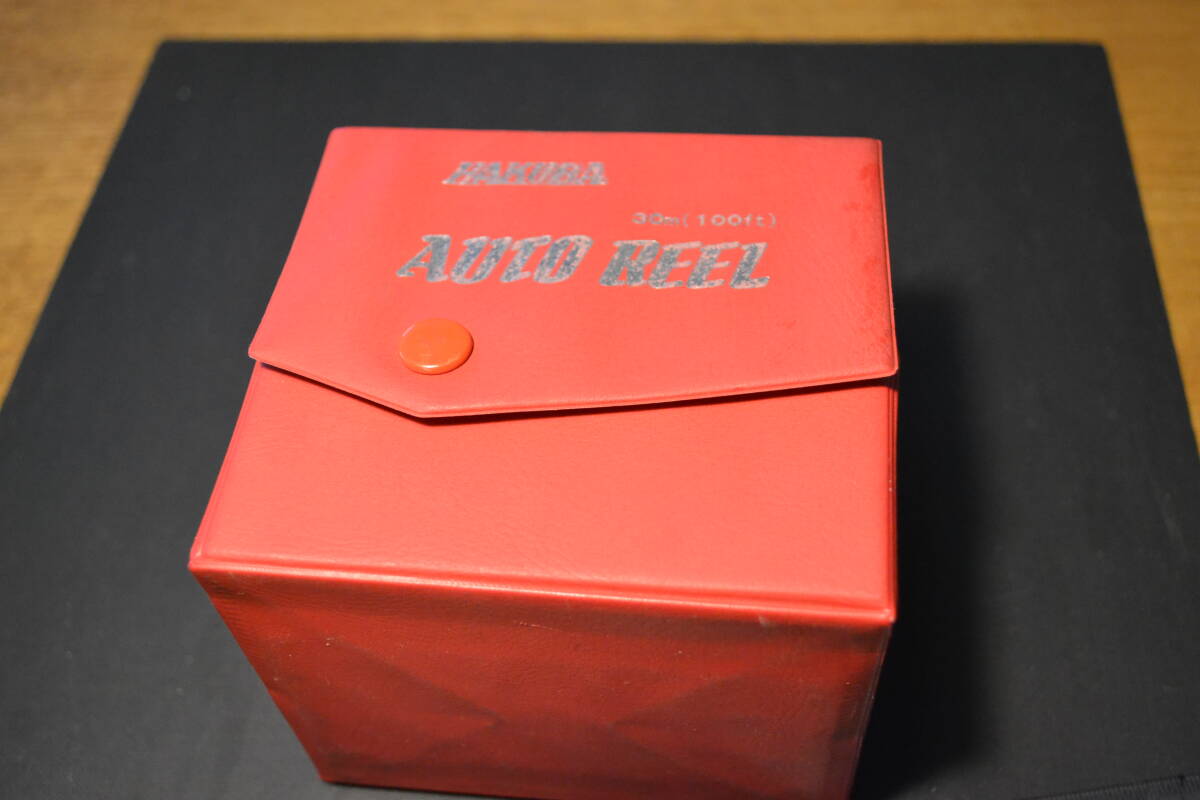 HAKUBA
30m(100ft)
AUTO REEL